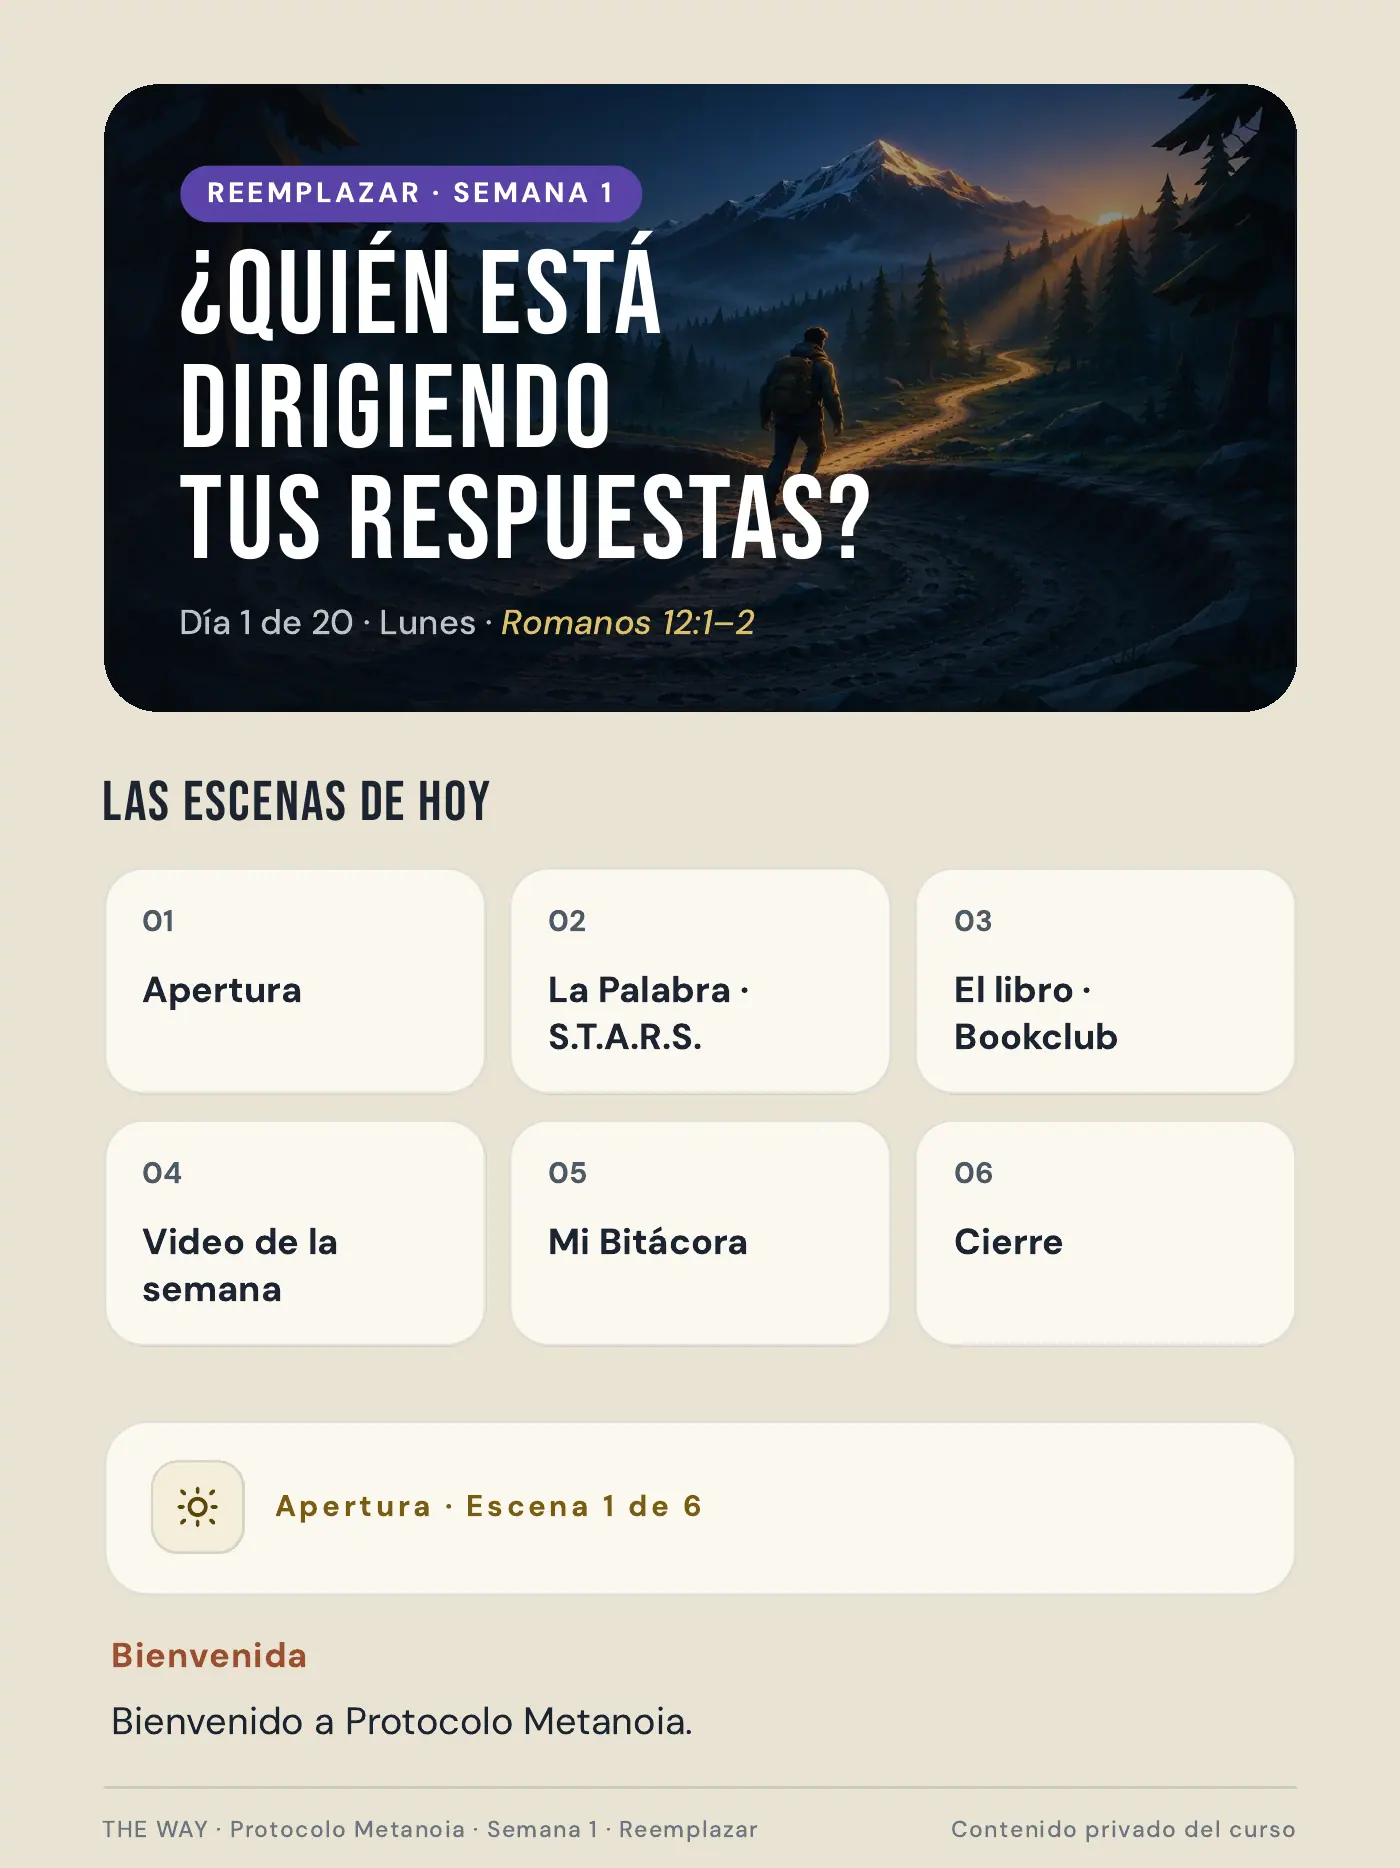 REEMPLAZAR · SEMANA 1
¿QUIÉN ESTÁ
DIRIGIENDO
TUS RESPUESTAS?
Día 1 de 20 · Lunes · Romanos 12:1–2
LAS ESCENAS DE HOY
01
Apertura
02
La Palabra ·
S.T.A.R.S.
03
El libro ·
Bookclub
04
Video de la
semana
05
Mi Bitácora
06
Cierre
Apertura · Escena 1 de 6
Bienvenida
Bienvenido a Protocolo Metanoia.
THE WAY · Protocolo Metanoia · Semana 1 · Reemplazar
Contenido privado del curso